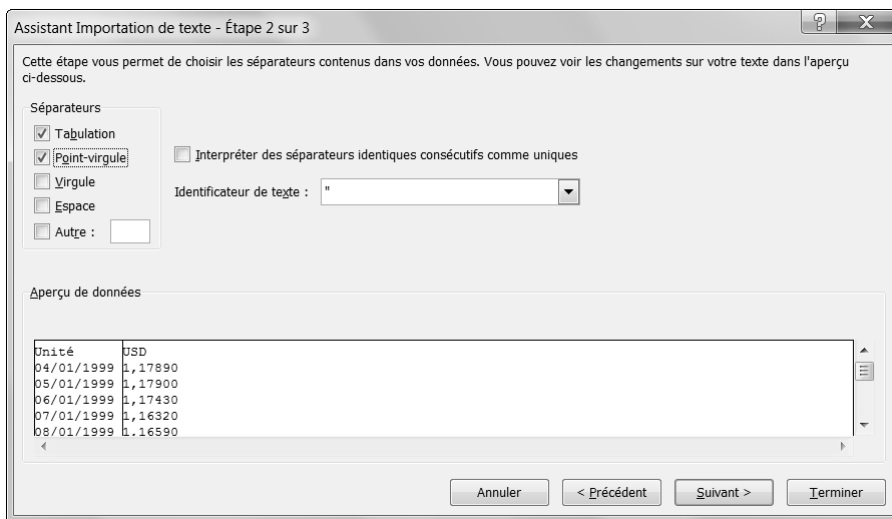 Assistant Importation de texte - Étape 2 sur 3
Cette étape vous permet de choisir les séparateurs contenus dans vos données. Vous pouvez voir les changements sur votre texte dans l'aperçu
ci-dessous.
Séparateurs
Tabulation
Point-virgule
Virgule
Espace
Autre :
Interpréter des séparateurs identiques consécutifs comme uniques
Identificateur de texte : "
Aperçu de données
Unité USD
04/01/1999 1,17890
05/01/1999 1,17900
06/01/1999 1,17430
07/01/1999 1,16320
08/01/1999 1,16590
Annuler
< Précédent
Suivant >
Terminer